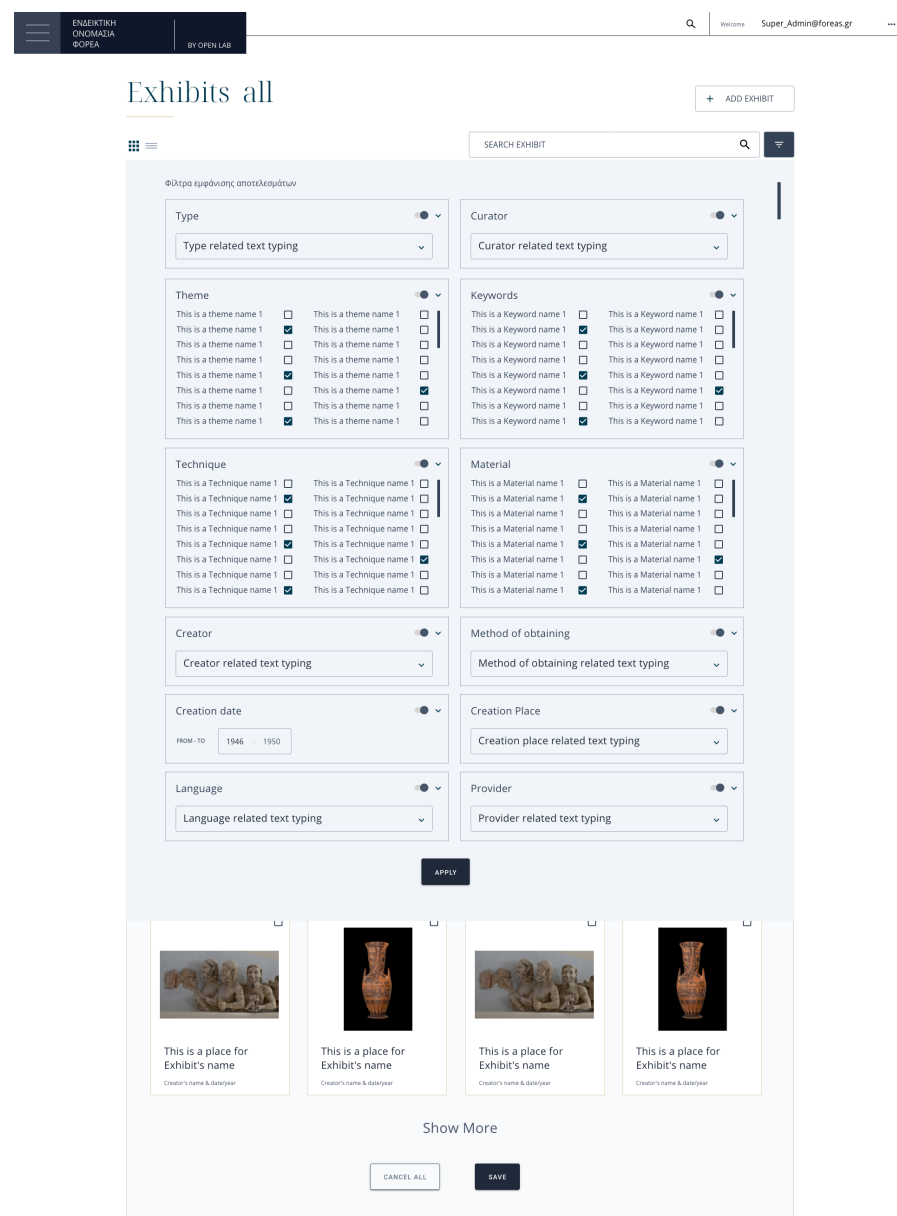 ΕΝΔΕΙΚΤΙΚΗ
ΟΝΟΜΑΣΙΑ
ΦΟΡΕΑ
BY OPEN LAB
Welcome Super_Admin@foreas.gr
Exhibits all
+ ADD EXHIBIT
SEARCH EXHIBIT
Φίλτρα εμφάνισης αποτελεσμάτων
Type
Type related text typing
Curator
Curator related text typing
Theme
This is a theme name 1 This is a theme name 1
This is a theme name 1 This is a theme name 1
This is a theme name 1 This is a theme name 1
This is a theme name 1 This is a theme name 1
This is a theme name 1 This is a theme name 1
This is a theme name 1 This is a theme name 1
This is a theme name 1 This is a theme name 1
This is a theme name 1 This is a theme name 1
Keywords
This is a Keyword name 1 This is a Keyword name 1
This is a Keyword name 1 This is a Keyword name 1
This is a Keyword name 1 This is a Keyword name 1
This is a Keyword name 1 This is a Keyword name 1
This is a Keyword name 1 This is a Keyword name 1
This is a Keyword name 1 This is a Keyword name 1
This is a Keyword name 1 This is a Keyword name 1
This is a Keyword name 1 This is a Keyword name 1
Technique
This is a Technique name 1 This is a Technique name 1
This is a Technique name 1 This is a Technique name 1
This is a Technique name 1 This is a Technique name 1
This is a Technique name 1 This is a Technique name 1
This is a Technique name 1 This is a Technique name 1
This is a Technique name 1 This is a Technique name 1
This is a Technique name 1 This is a Technique name 1
This is a Technique name 1 This is a Technique name 1
Material
This is a Material name 1 This is a Material name 1
This is a Material name 1 This is a Material name 1
This is a Material name 1 This is a Material name 1
This is a Material name 1 This is a Material name 1
This is a Material name 1 This is a Material name 1
This is a Material name 1 This is a Material name 1
This is a Material name 1 This is a Material name 1
This is a Material name 1 This is a Material name 1
Creator
Creator related text typing
Method of obtaining
Method of obtaining related text typing
Creation date
FROM - TO 1946 - 1950
Creation Place
Creation place related text typing
Language
Language related text typing
Provider
Provider related text typing
APPLY
This is a place for
Exhibit's name
Creator's name & date/year
This is a place for
Exhibit's name
Creator's name & date/year
This is a place for
Exhibit's name
Creator's name & date/year
This is a place for
Exhibit's name
Creator's name & date/year
Show More
CANCEL ALL
SAVE